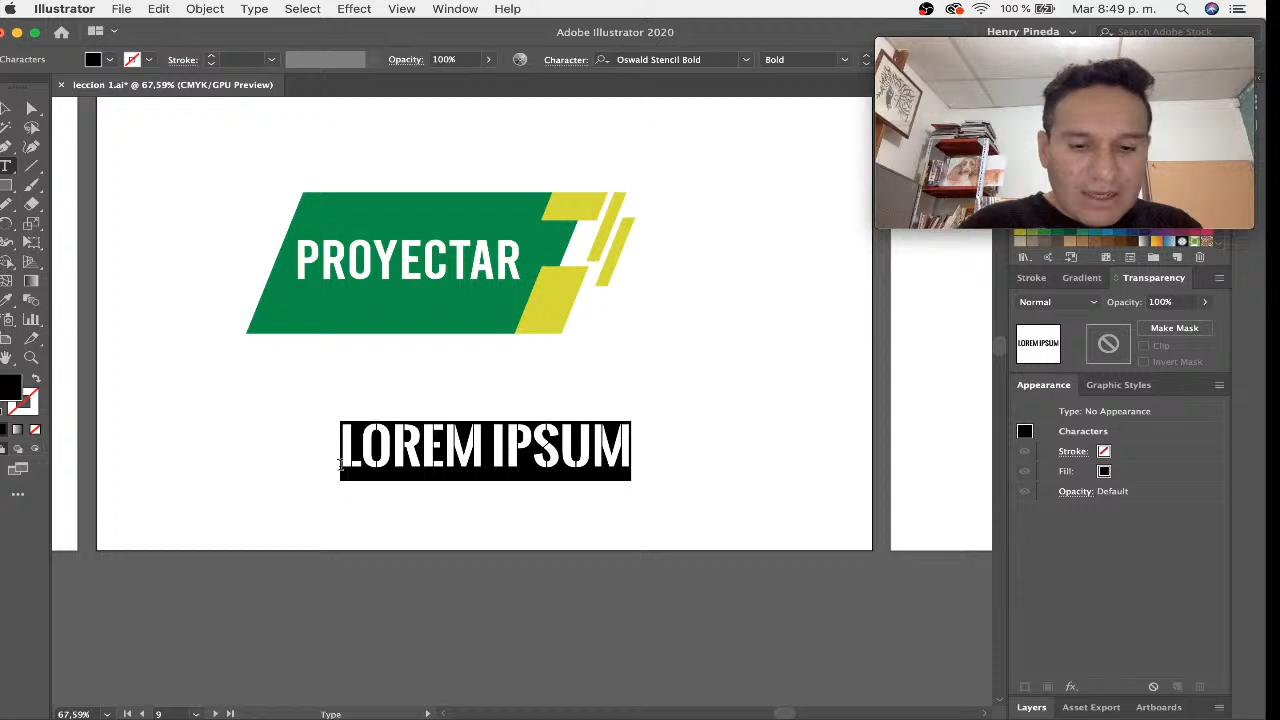 Illustrator File Edit Object Type Select Effect View Window Help 100 % Mar 8:49 p. m.
Adobe Illustrator 2020 Henry Pineda Search Adobe Stock
Characters Stroke: Opacity: 100% Character: Oswald Stencil Bold Bold
leccion 1.ai* @ 67,59% (CMYK/GPU Preview)
PROYECTAR
LOREM IPSUM
Stroke Gradient Transparency
Normal Opacity: 100%
LOREM IPSUM
Make Mask
Clip
Invert Mask
Appearance Graphic Styles
Type: No Appearance
Characters
Stroke:
Fill:
Opacity: Default
fx
67,59% 9 Type
Layers Asset Export Artboards